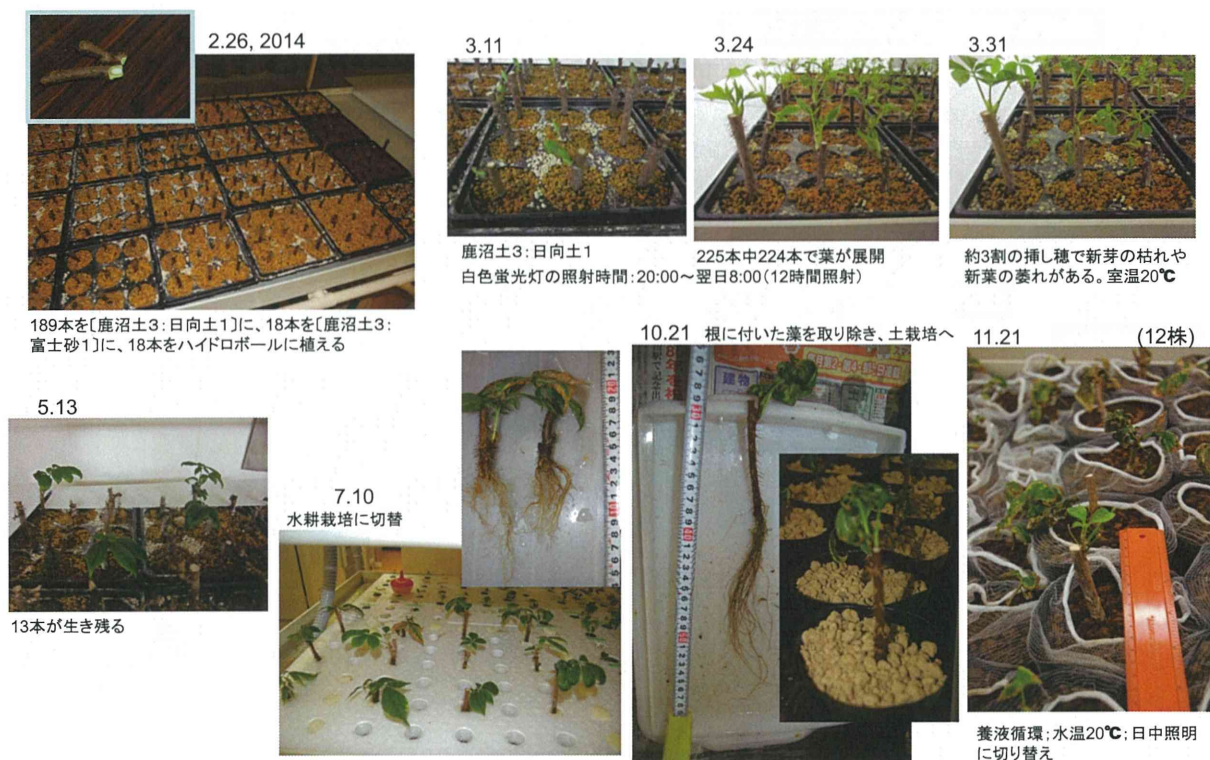 2.26, 2014
189本を〔鹿沼土3:日向土1〕に、18本を〔鹿沼土3:
富士砂1〕に、18本をハイドロボールに植える
3.11
鹿沼土3:日向土1
白色蛍光灯の照射時間:20:00～翌日8:00(12時間照射)
3.24
225本中224本で葉が展開
3.31
約3割の挿し穂で新芽の枯れや
新葉の萎れがある。室温20℃
5.13
13本が生き残る
7.10
水耕栽培に切替
10.21 根に付いた藻を取り除き、土栽培へ
建物
11.21 (12株)
養液循環;水温20℃;日中照明
に切り替え